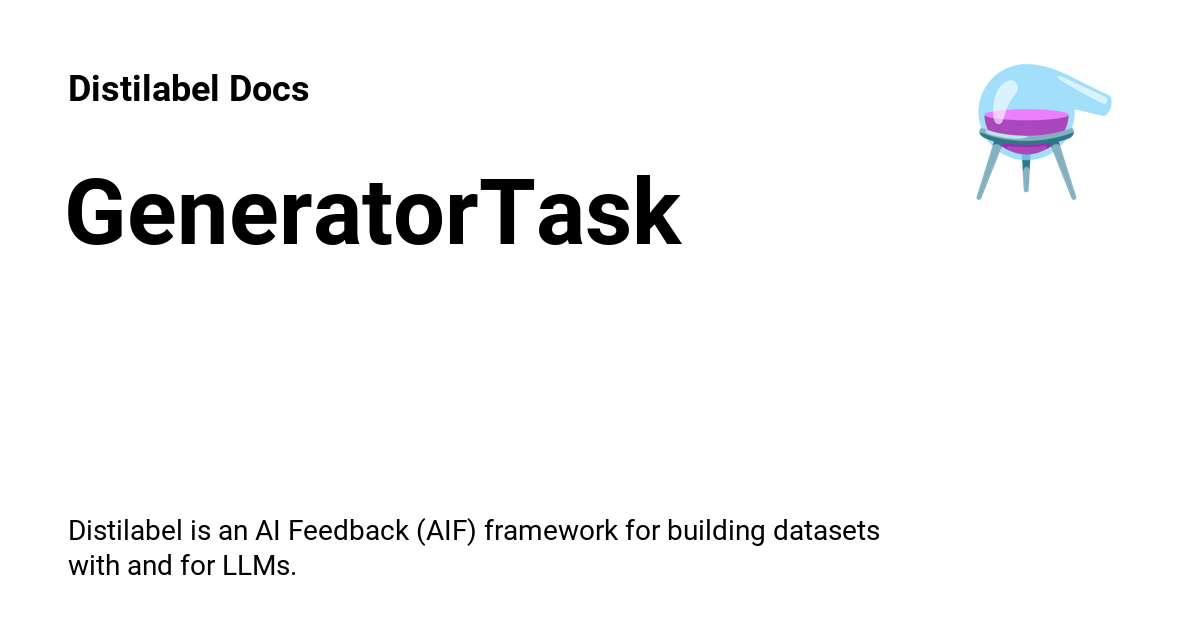 Distilabel Docs
GeneratorTask
Distilabel is an AI Feedback (AIF) framework for building datasets
with and for LLMs.